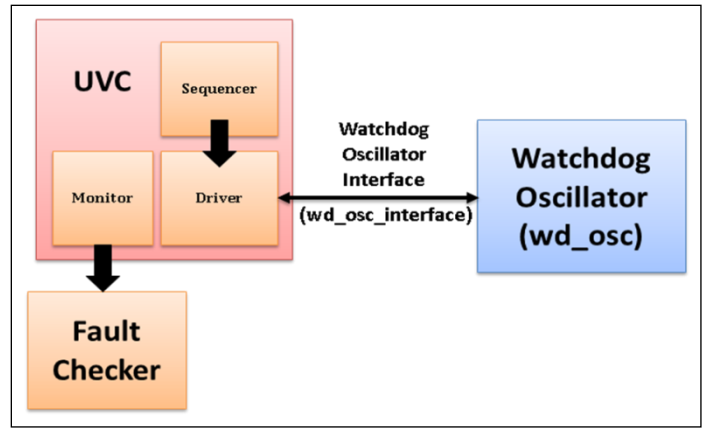 UVC
Sequencer
Monitor
Driver
Watchdog
Oscillator
Interface
(wd_osc_interface)
Watchdog
Oscillator
(wd_osc)
Fault
Checker